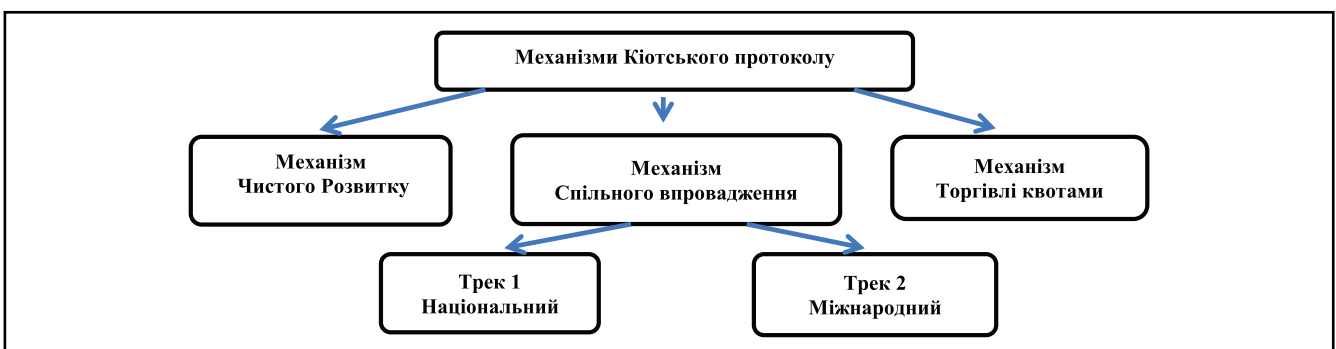 Механізми Кіотського протоколу
Механізм
Чистого Розвитку
Механізм
Спільного впровадження
Механізм
Торгівлі квотами
Трек 1
Національний
Трек 2
Міжнародний